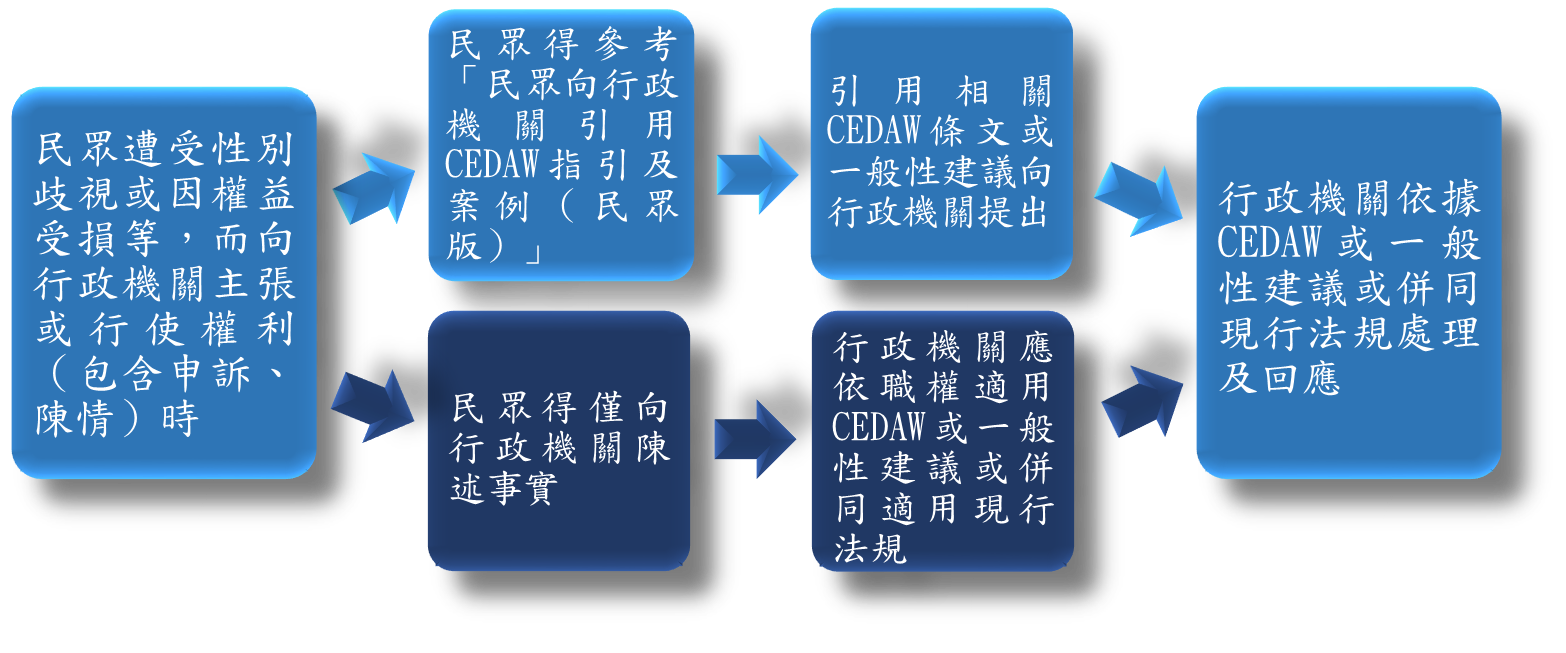 民眾遭受性別
歧視或因權益
受損等，而向
行政機關主張
或行使權利
（包含申訴、
陳情）時
民眾得參考
「民眾向行政
機關引用
CEDAW指引及
案例（民眾
版）」
引用相關
CEDAW條文或
一般性建議向
行政機關提出
民眾得僅向
行政機關陳
述事實
行政機關應
依職權適用
CEDAW或一般
性建議或併
同適用現行
法規
行政機關依據
CEDAW或一般
性建議或併同
現行法規處理
及回應